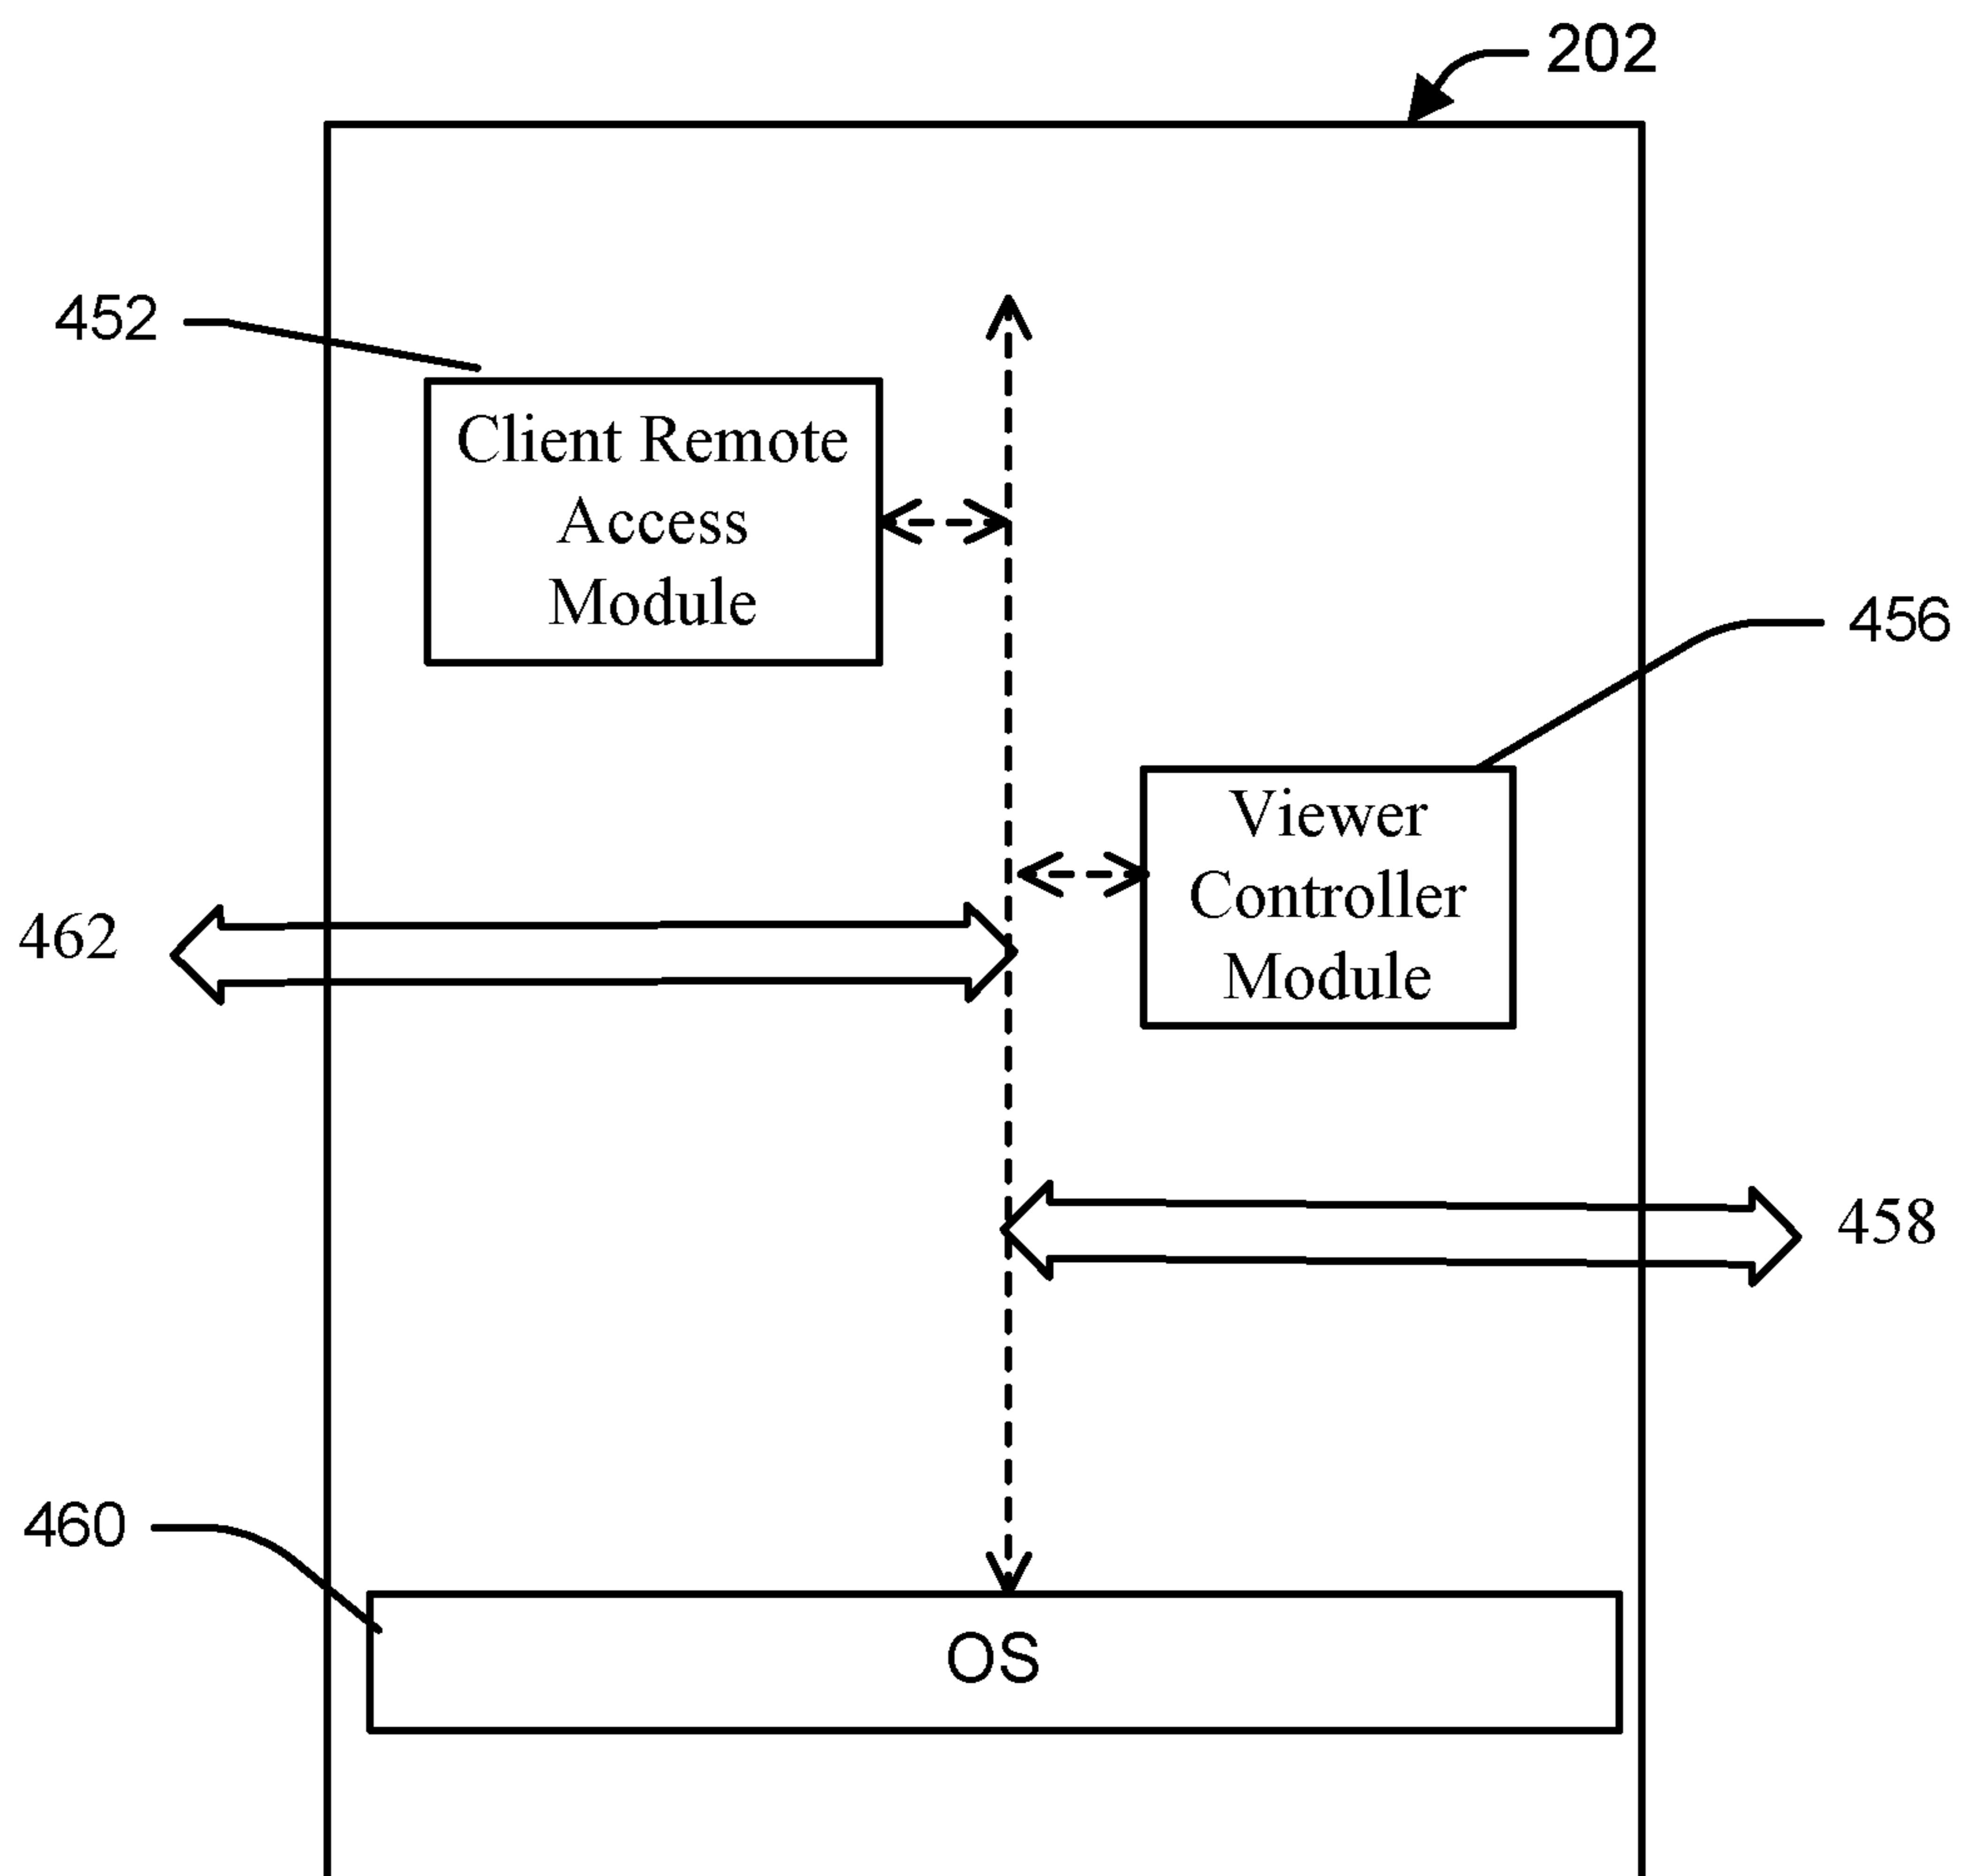 202
452
Client Remote
Access
Module
456
Viewer
Controller
Module
462
458
460
OS